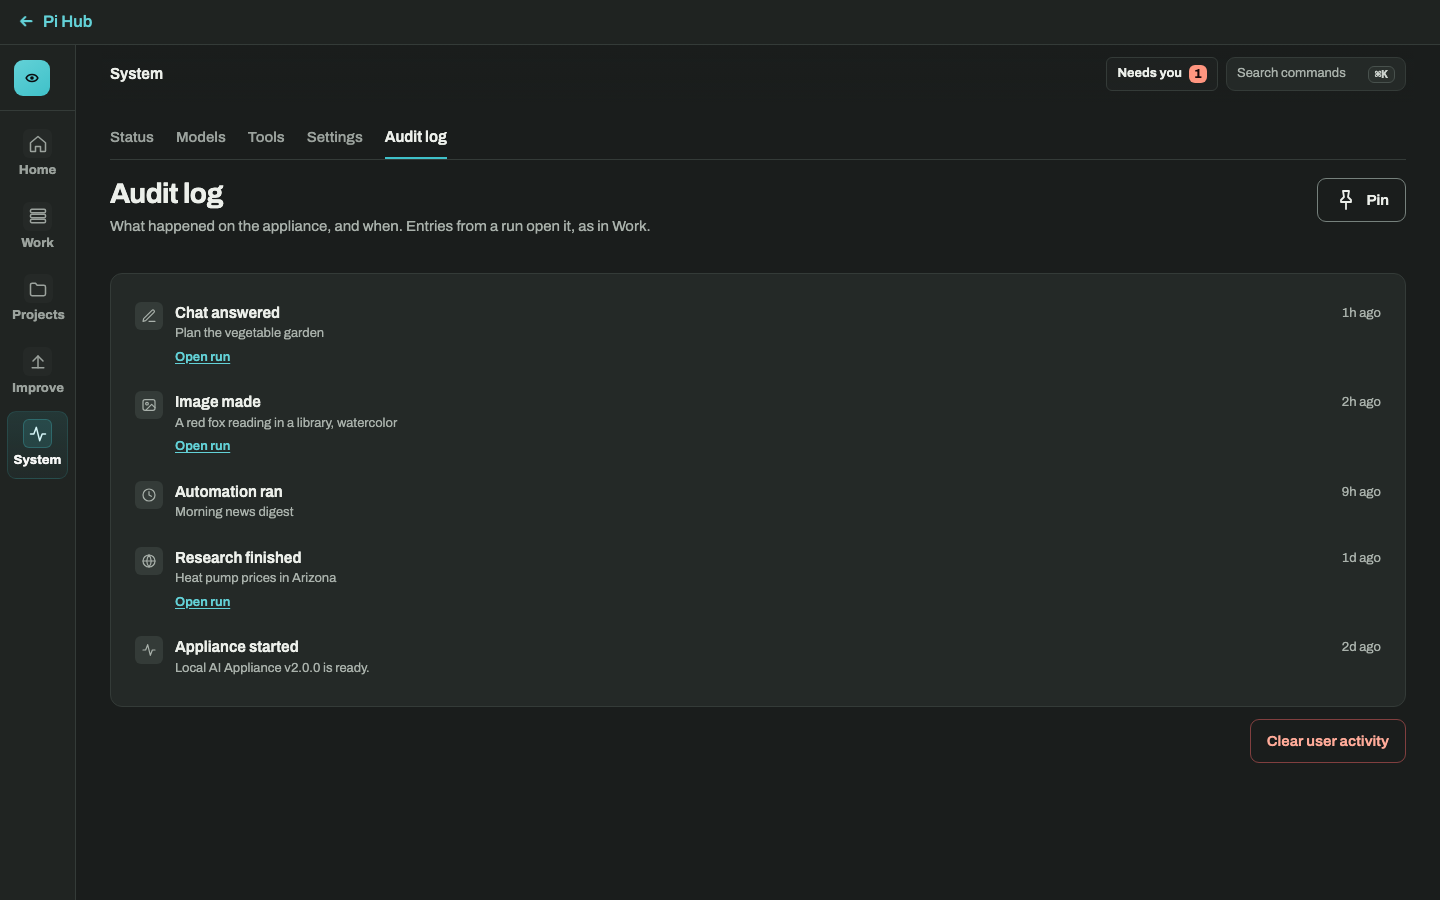 Pi Hub
System
Needs you 1
Search commands ⌘K
Home
Work
Projects
Improve
System
Status Models Tools Settings Audit log
Audit log
What happened on the appliance, and when. Entries from a run open it, as in Work.
Pin
Chat answered 1h ago
Plan the vegetable garden
Open run
Image made 2h ago
A red fox reading in a library, watercolor
Open run
Automation ran 9h ago
Morning news digest
Research finished 1d ago
Heat pump prices in Arizona
Open run
Appliance started 2d ago
Local AI Appliance v2.0.0 is ready.
Clear user activity